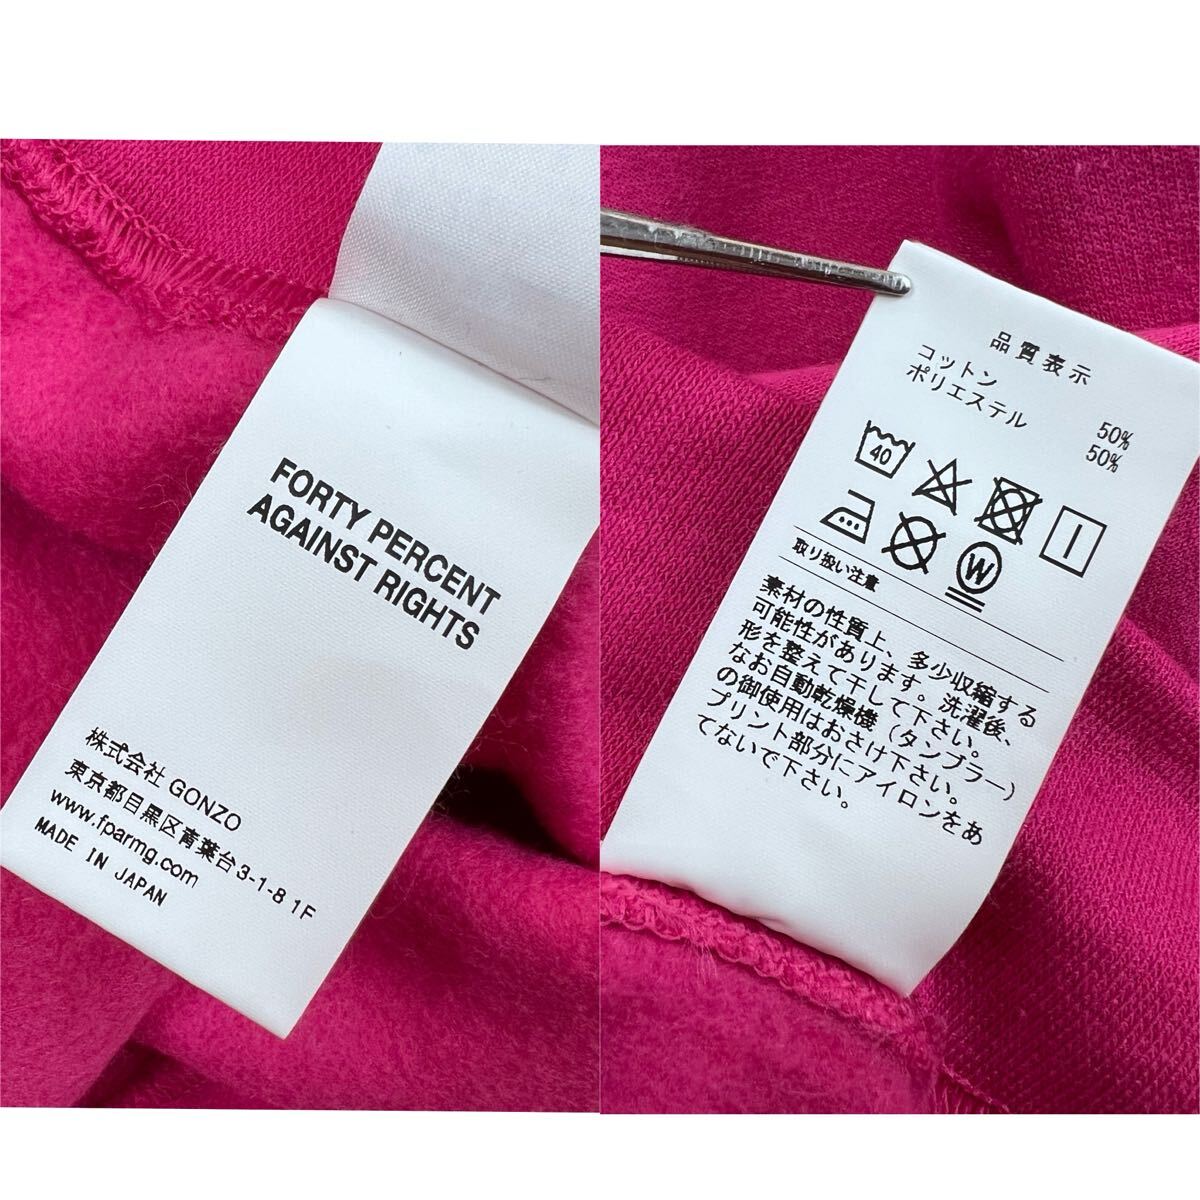 FORTY PERCENT
AGAINST RIGHTS
株式会社 GONZO
東京都目黒区青葉台3-1-8 1F
www.fparmg.com
MADE IN JAPAN
品質表示
コットン 50%
ポリエステル 50%
40
W
取り扱い注意
素材の性質上、多少収縮する
可能性があります。洗濯後、
形を整えて干して下さい。
なお自動乾燥機（タンブラー）
の御使用はおさけ下さい。
プリント部分にアイロンをあ
てないで下さい。